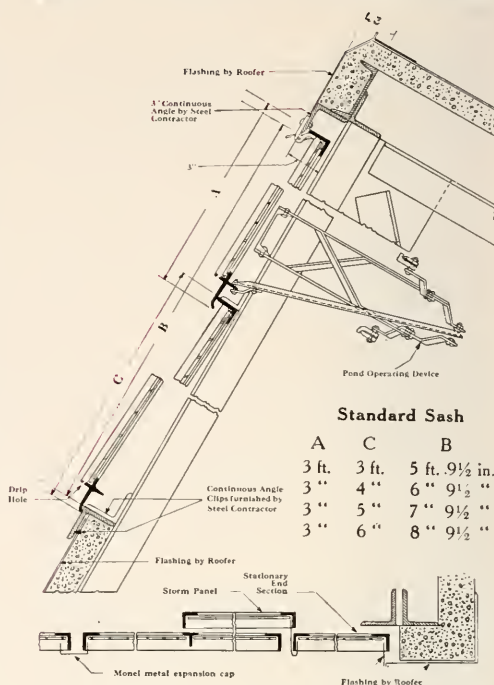 Flashing by Roofer
3" Continuous
Angle by Steel
Contractor
3"
A
B
C
Pond Operating Device
Standard Sash
A C B
3 ft. 3 ft. 5 ft. 9½ in.
3 “ 4 “ 6 “ 9½ “
3 “ 5 “ 7 “ 9½ “
3 “ 6 “ 8 “ 9½ “
Drip
Hole
Continuous Angle
Clips furnished by
Steel Contractor
Flashing by Roofer
Storm Panel
Stationary
End
Section
Monel metal expansion cap
Flashing by Roofer